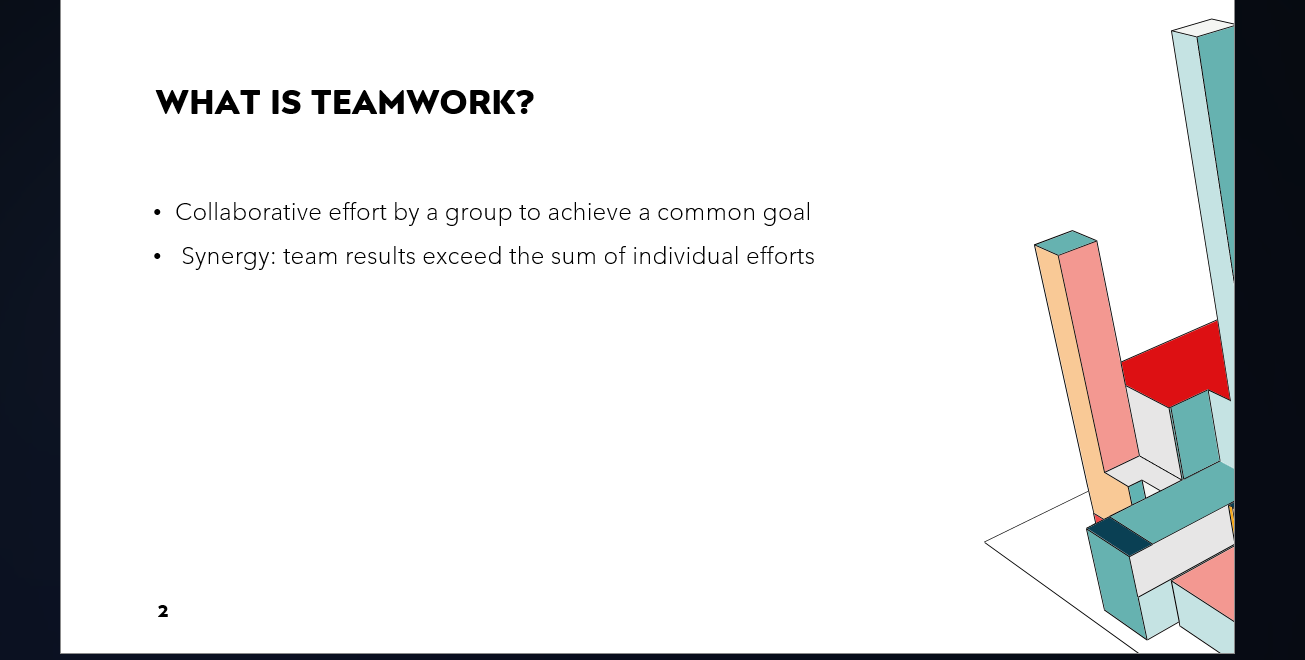 WHAT IS TEAMWORK?
• Collaborative effort by a group to achieve a common goal
• Synergy: team results exceed the sum of individual efforts
2